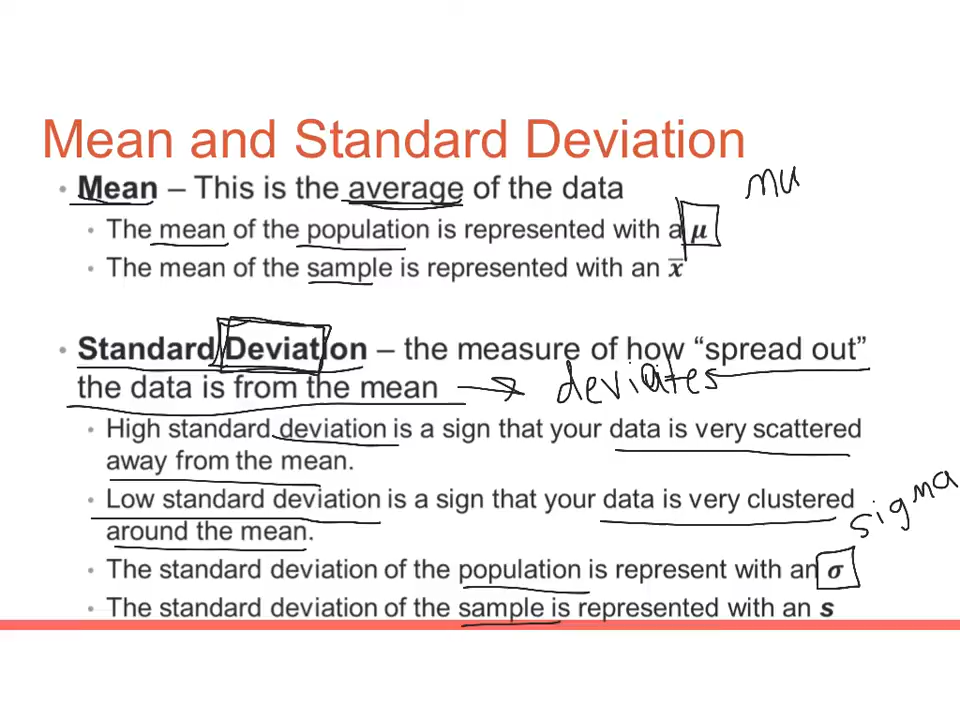 Mean and Standard Deviation
• Mean – This is the average of the data
mu
• The mean of the population is represented with a μ
• The mean of the sample is represented with an x̅
• Standard Deviation – the measure of how “spread out”
the data is from the mean → deviates
• High standard deviation is a sign that your data is very scattered
away from the mean.
• Low standard deviation is a sign that your data is very clustered
around the mean.
sigma
• The standard deviation of the population is represent with an σ
• The standard deviation of the sample is represented with an s